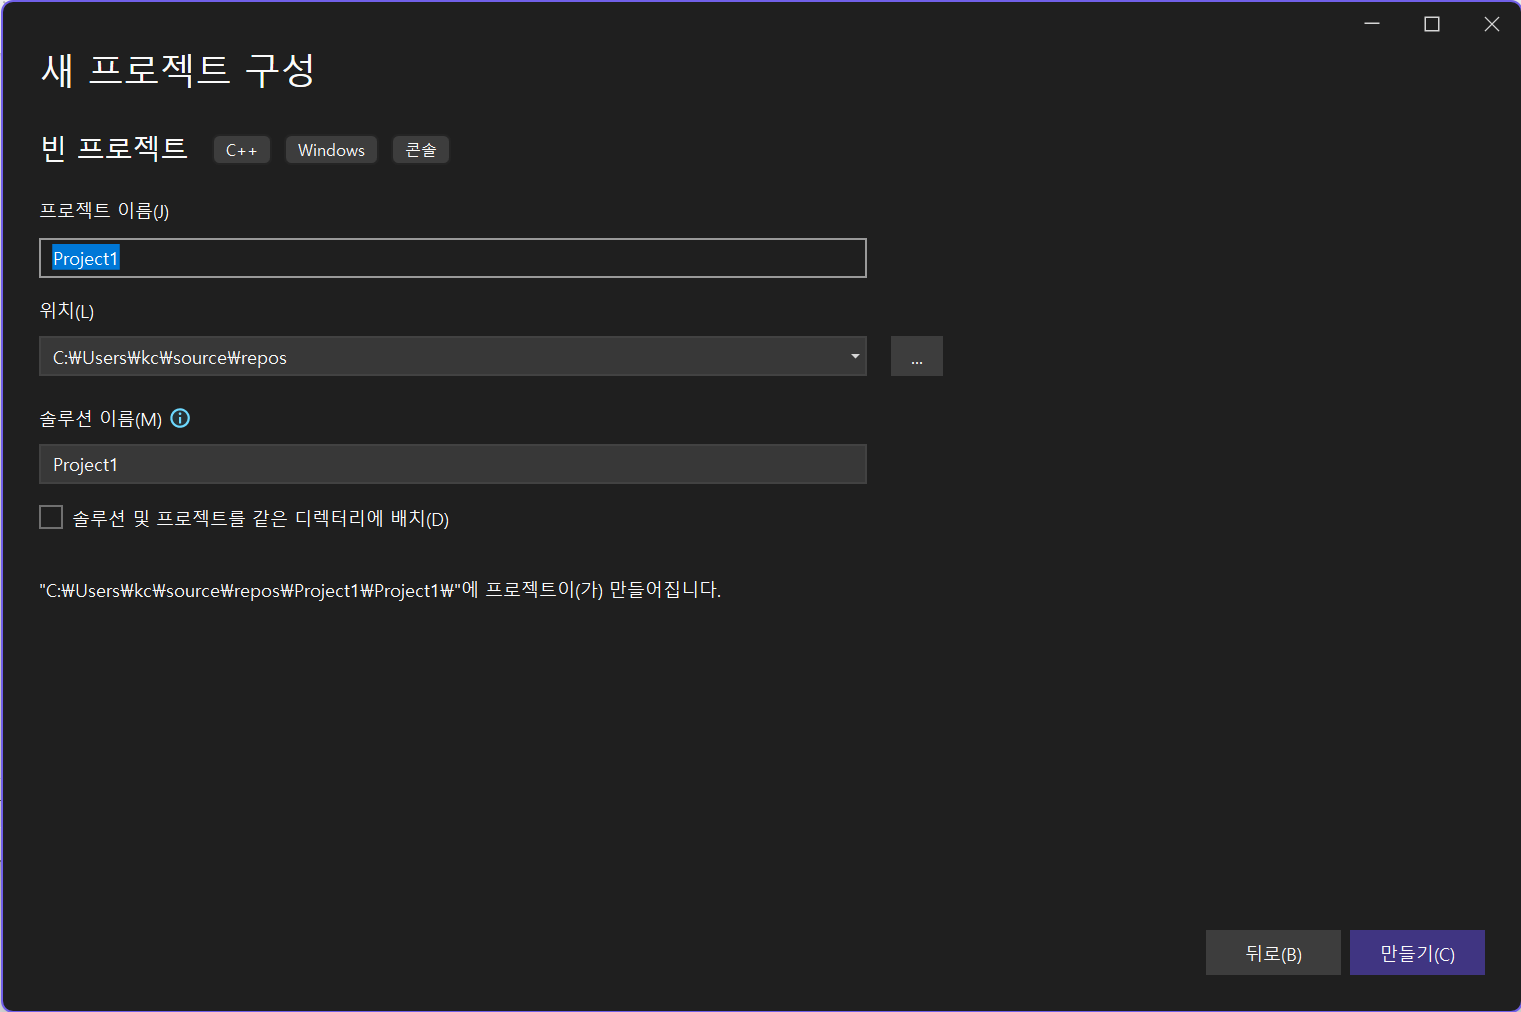 새 프로젝트 구성
빈 프로젝트 C++ Windows 콘솔
프로젝트 이름(J)
Project1
위치(L)
C:₩Users₩kc₩source₩repos
...
솔루션 이름(M)
Project1
솔루션 및 프로젝트를 같은 디렉터리에 배치(D)
"C:₩Users₩kc₩source₩repos₩Project1₩Project1₩"에 프로젝트이(가) 만들어집니다.
뒤로(B) 만들기(C)